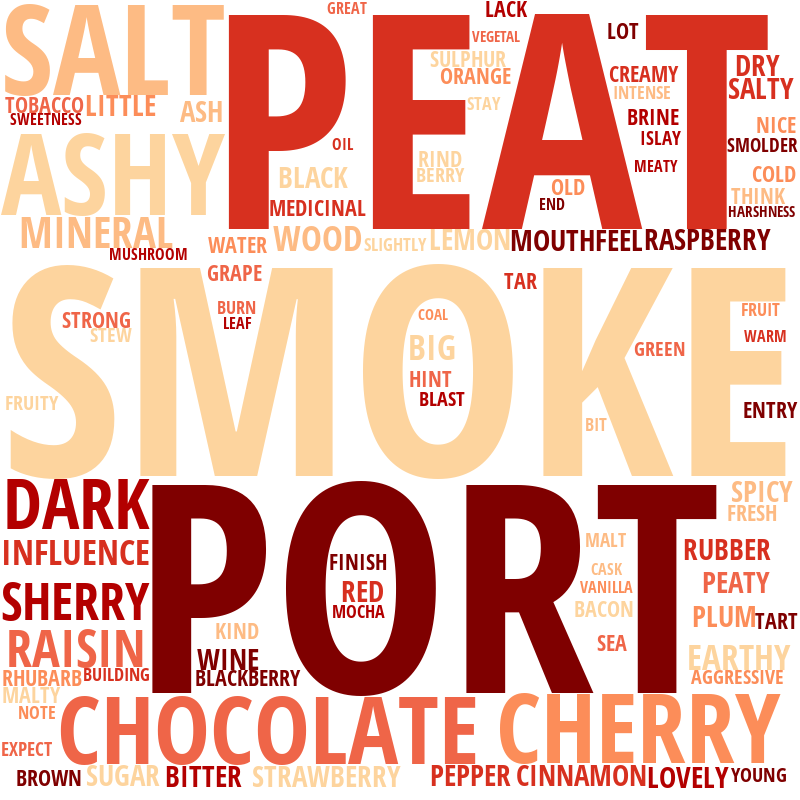 GREAT
LACK
SALT
PEAT
VEGETAL
LOT
SULPHUR
ORANGE
CREAMY
DRY
SALTY
INTENSE
TOBACCO
LITTLE
ASH
STAY
SWEETNESS
BRINE
NICE
ASHY
OIL
ISLAY
SMOLDER
RIND
BERRY
MEATY
COLD
BLACK
OLD
THINK
END
HARSHNESS
MEDICINAL
MINERAL
WATER
WOOD
SLIGHTLY
LEMON
MOUTHFEEL
RASPBERRY
MUSHROOM
GRAPE
TAR
SMOKE
BURN
LEAF
COAL
FRUIT
STRONG
STEW
WARM
BIG
GREEN
HINT
BLAST
FRUITY
ENTRY
BIT
DARK
PORT
SPICY
FRESH
INFLUENCE
MALT
RUBBER
FINISH
CASK
VANILLA
PEATY
SHERRY
RED
MOCHA
BACON
PLUM
TART
KIND
SEA
RAISIN
WINE
EARTHY
RHUBARB
BUILDING
BLACKBERRY
AGGRESSIVE
MALTY
NOTE
CHOCOLATE
CHERRY
EXPECT
BROWN
SUGAR
BITTER
STRAWBERRY
PEPPER
CINNAMON
LOVELY
YOUNG